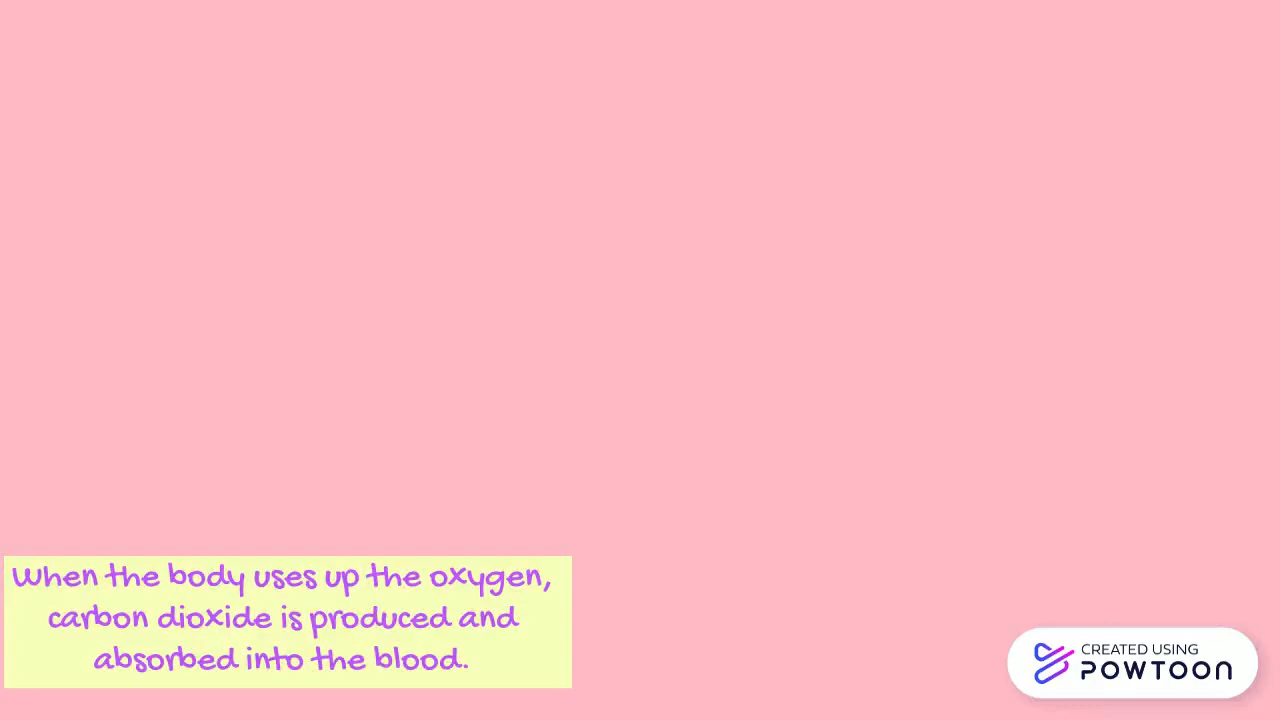 When the body uses up the oxygen,
carbon dioxide is produced and
absorbed into the blood.
CREATED USING
POWTOON